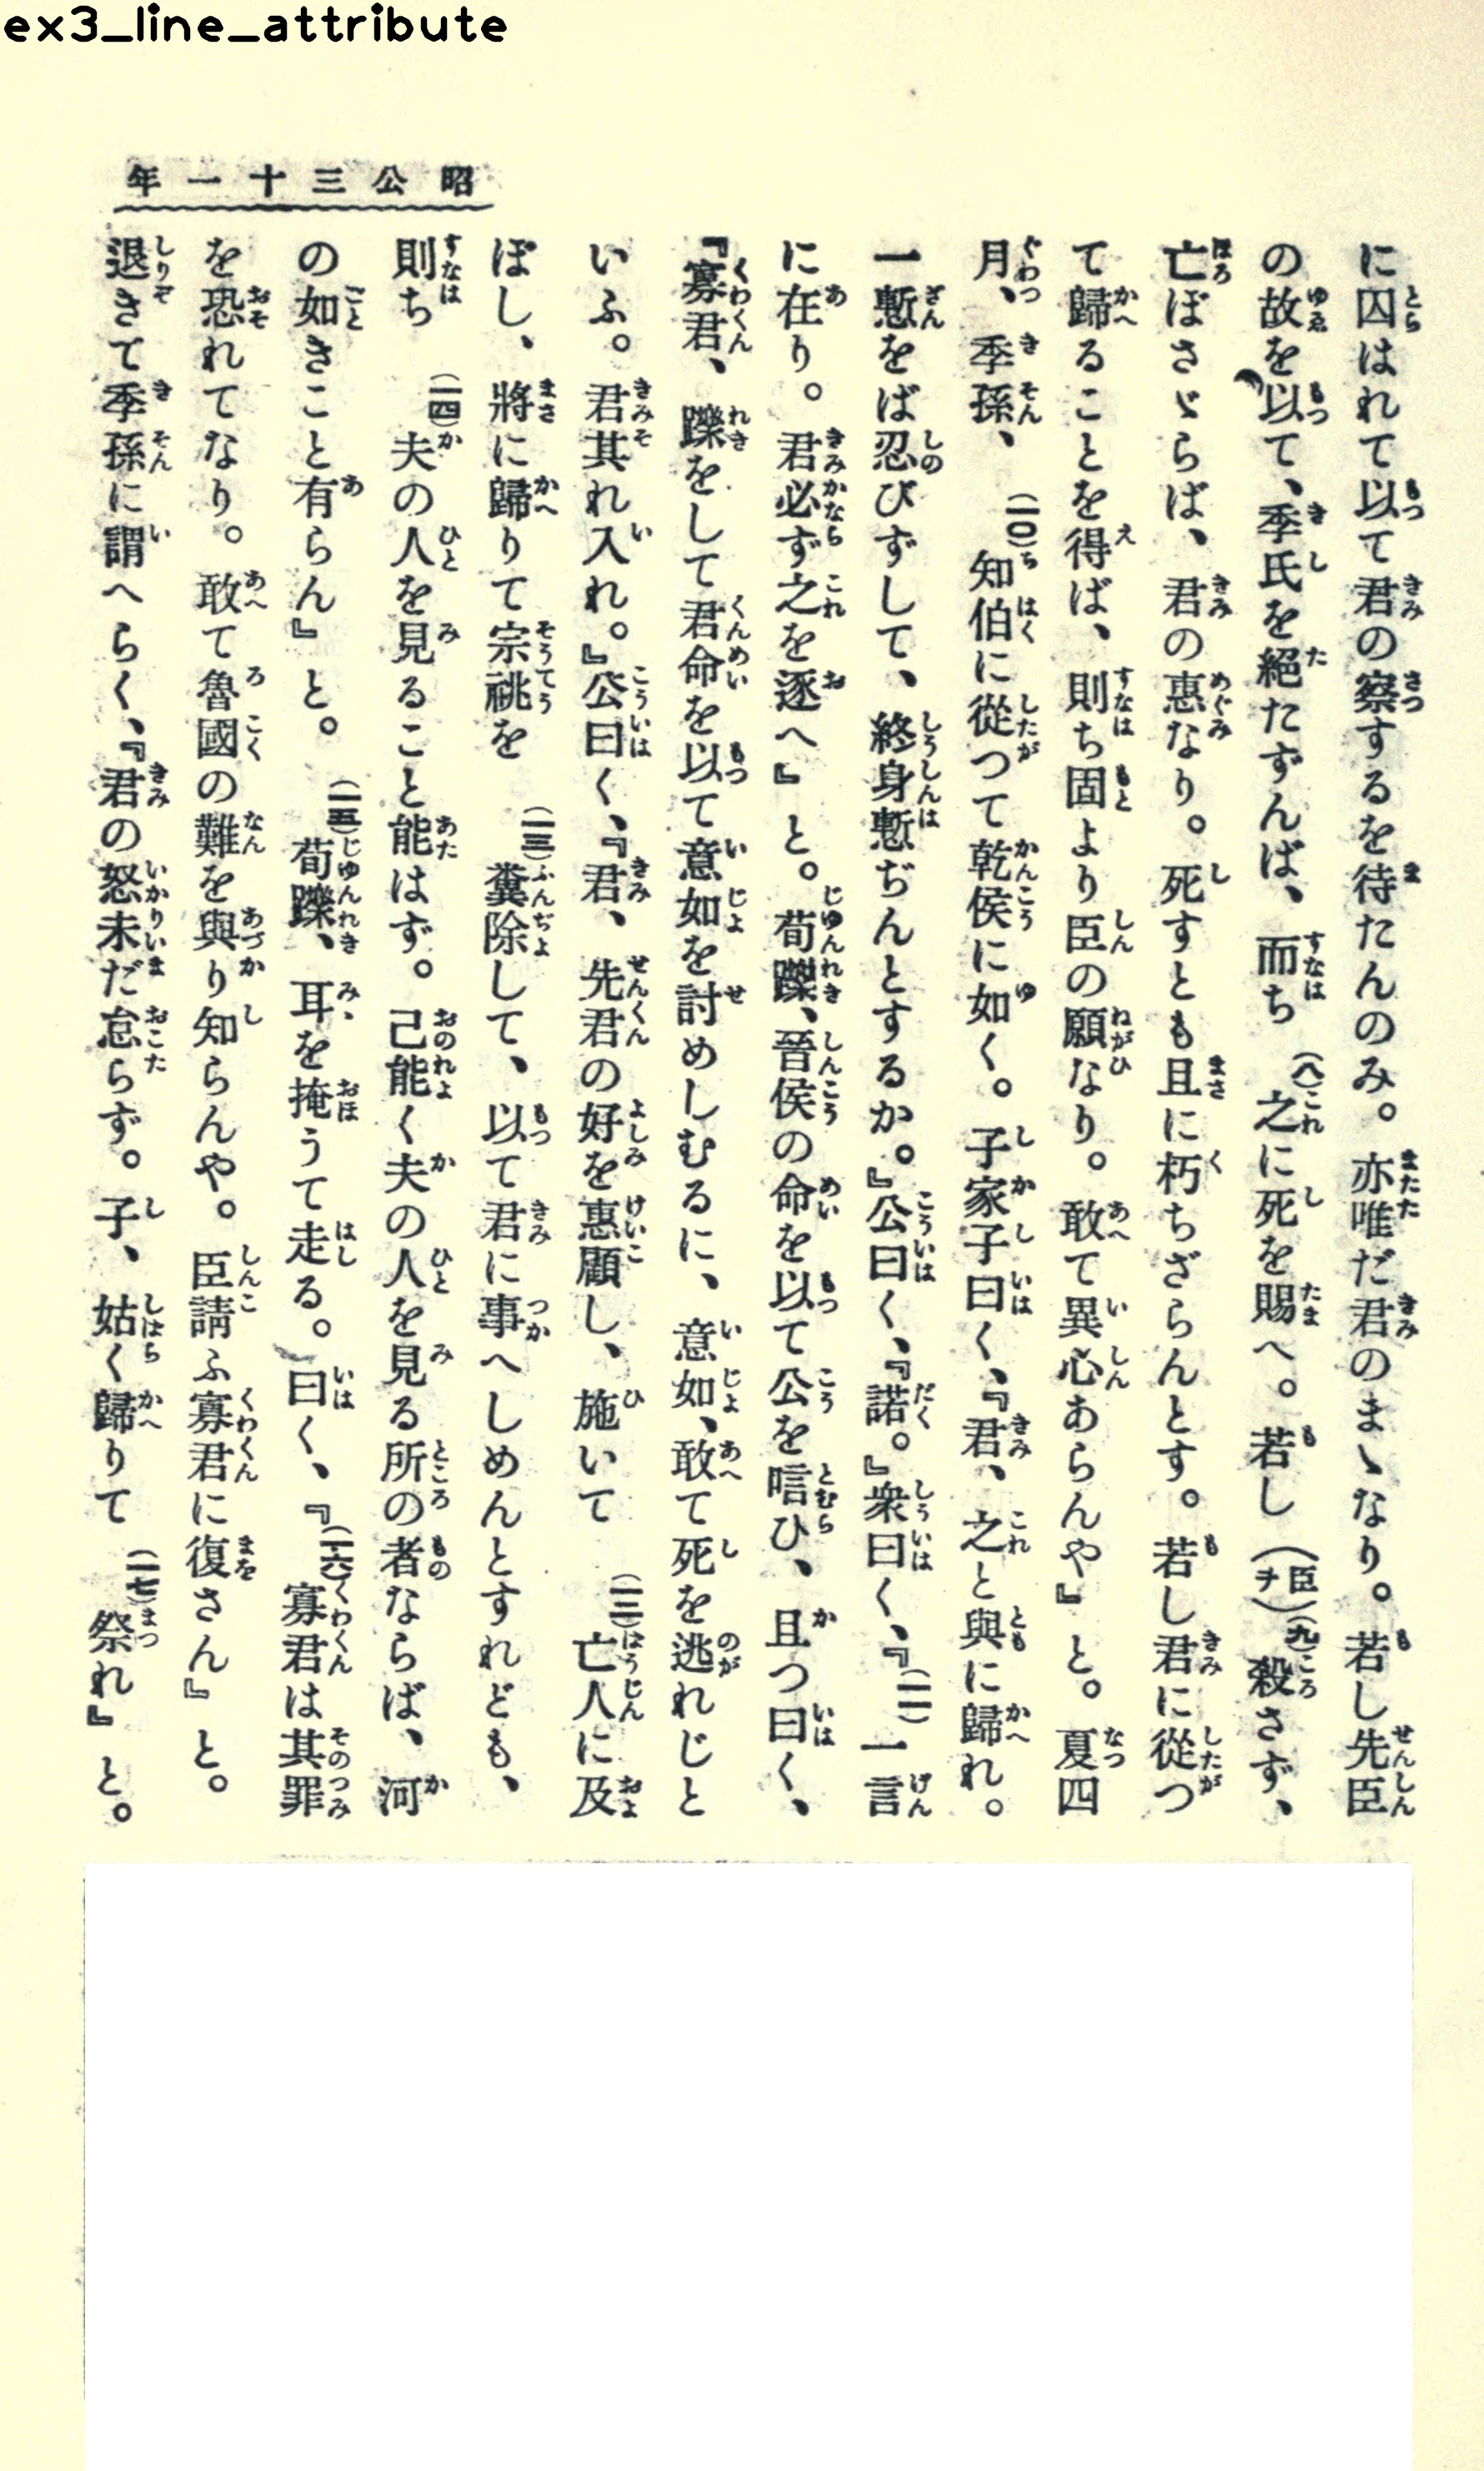 ex3_line_attribute
昭公三十一年
に囚はれて以て君の察するを待たんのみ。亦唯だ君のまゝなり。若し先臣
の故を以て、季氏を絕たずんば、而ち(八)之に死を賜へ。若し(臣ヲ)(九)殺さず、
亡ぼさゞらば、君の惠なり。死すとも且に朽ちざらんとす。若し君に從つ
て歸ることを得ば、則ち固より臣の願なり。敢て異心あらんや』と。夏四
月、季孫、(一〇)知伯に從つて乾侯に如く。子家子曰く、『君、之と與に歸れ。
一慙をば忍びずして、終身慙ぢんとするか。』公曰く、『諾。』衆曰く、『(一一)一言
に在り。君必ず之を逐へ』と。荀躒、晉侯の命を以て公を唁ひ、且つ曰く、
『寡君、躒をして君命を以て意如を討めしむるに、意如、敢て死を逃れじと
いふ。君其れ入れ。』公曰く、『君、先君の好を惠顧し、施いて(一二)亡人に及
ぼし、將に歸りて宗祧を(一三)糞除して、以て君に事へしめんとすれども、
則ち(一四)夫の人を見ること能はず。己能く夫の人を見る所の者ならば、河
の如きこと有らん』と。(一五)荀躒、耳を掩うて走る。曰く、『(一六)寡君は其罪
を恐れてなり。敢て魯國の難を與り知らんや。臣請ふ寡君に復さん』と。
退きて季孫に謂へらく、『君の怒未だ怠らず。子、姑く歸りて(一七)祭れ』と。